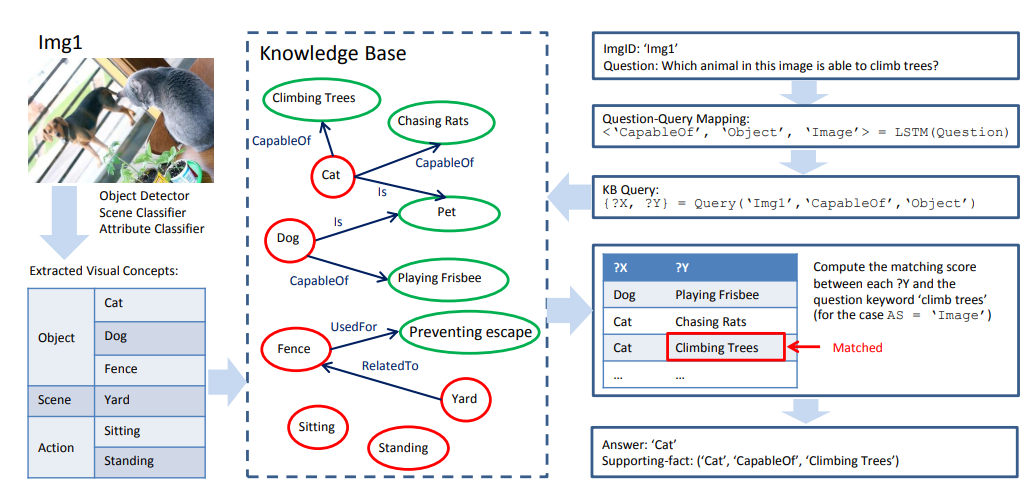 Img1
Object Detector
Scene Classifier
Attribute Classifier
Extracted Visual Concepts:
Object
Cat
Dog
Fence
Scene
Yard
Action
Sitting
Standing
Knowledge Base
Climbing Trees
Chasing Rats
CapableOf
Cat
CapableOf
Is
Pet
Is
Dog
CapableOf
Playing Frisbee
UsedFor
Preventing escape
Fence
RelatedTo
Yard
Sitting
Standing
ImgID: ‘Img1’
Question: Which animal in this image is able to climb trees?
Question-Query Mapping:
<‘CapableOf’, ‘Object’, ‘Image’> = LSTM(Question)
KB Query:
{?X, ?Y} = Query(‘Img1’,‘CapableOf’,‘Object’)
?X ?Y
Dog Playing Frisbee
Cat Chasing Rats
Cat Climbing Trees
… …
Compute the matching score
between each ?Y and the
question keyword ‘climb trees’
(for the case AS = ‘Image’)
Matched
Answer: ‘Cat’
Supporting-fact: (‘Cat’, ‘CapableOf’, ‘Climbing Trees’)